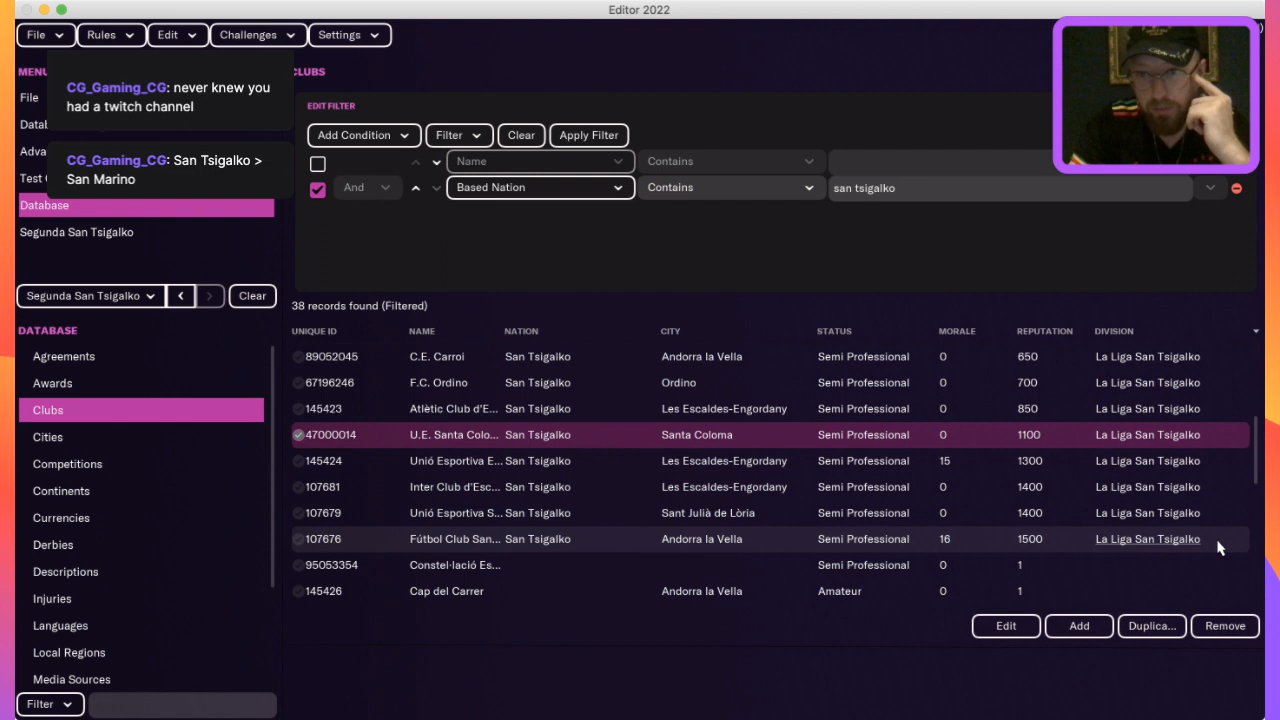 Editor 2022
File
Rules
Edit
Challenges
Settings
MENU
File
Database
Segunda San Tsigalko
CG_Gaming_CG: never knew you
had a twitch channel
CG_Gaming_CG: San Tsigalko >
San Marino
Segunda San Tsigalko
Clear
DATABASE
Agreements
Awards
Clubs
Cities
Competitions
Continents
Currencies
Derbies
Descriptions
Injuries
Languages
Local Regions
Media Sources
Filter
CLUBS
EDIT FILTER
Add Condition
Filter
Clear
Apply Filter
Name Contains
And Based Nation Contains san tsigalko
38 records found (Filtered)
UNIQUE ID NAME NATION CITY STATUS MORALE REPUTATION DIVISION
89052045 C.E. Carroi San Tsigalko Andorra la Vella Semi Professional 0 650 La Liga San Tsigalko
67196246 F.C. Ordino San Tsigalko Ordino Semi Professional 0 700 La Liga San Tsigalko
145423 Atlètic Club d'E... San Tsigalko Les Escaldes-Engordany Semi Professional 0 850 La Liga San Tsigalko
47000014 U.E. Santa Colo... San Tsigalko Santa Coloma Semi Professional 0 1100 La Liga San Tsigalko
145424 Unió Esportiva E... San Tsigalko Les Escaldes-Engordany Semi Professional 15 1300 La Liga San Tsigalko
107681 Inter Club d'Esc... San Tsigalko Les Escaldes-Engordany Semi Professional 0 1400 La Liga San Tsigalko
107679 Unió Esportiva S... San Tsigalko Sant Julià de Lòria Semi Professional 0 1400 La Liga San Tsigalko
107676 Fútbol Club San... San Tsigalko Andorra la Vella Semi Professional 16 1500 La Liga San Tsigalko
95053354 Constel·lació Es... Semi Professional 0 1
145426 Cap del Carrer Andorra la Vella Amateur 0 1
Edit
Add
Duplica...
Remove